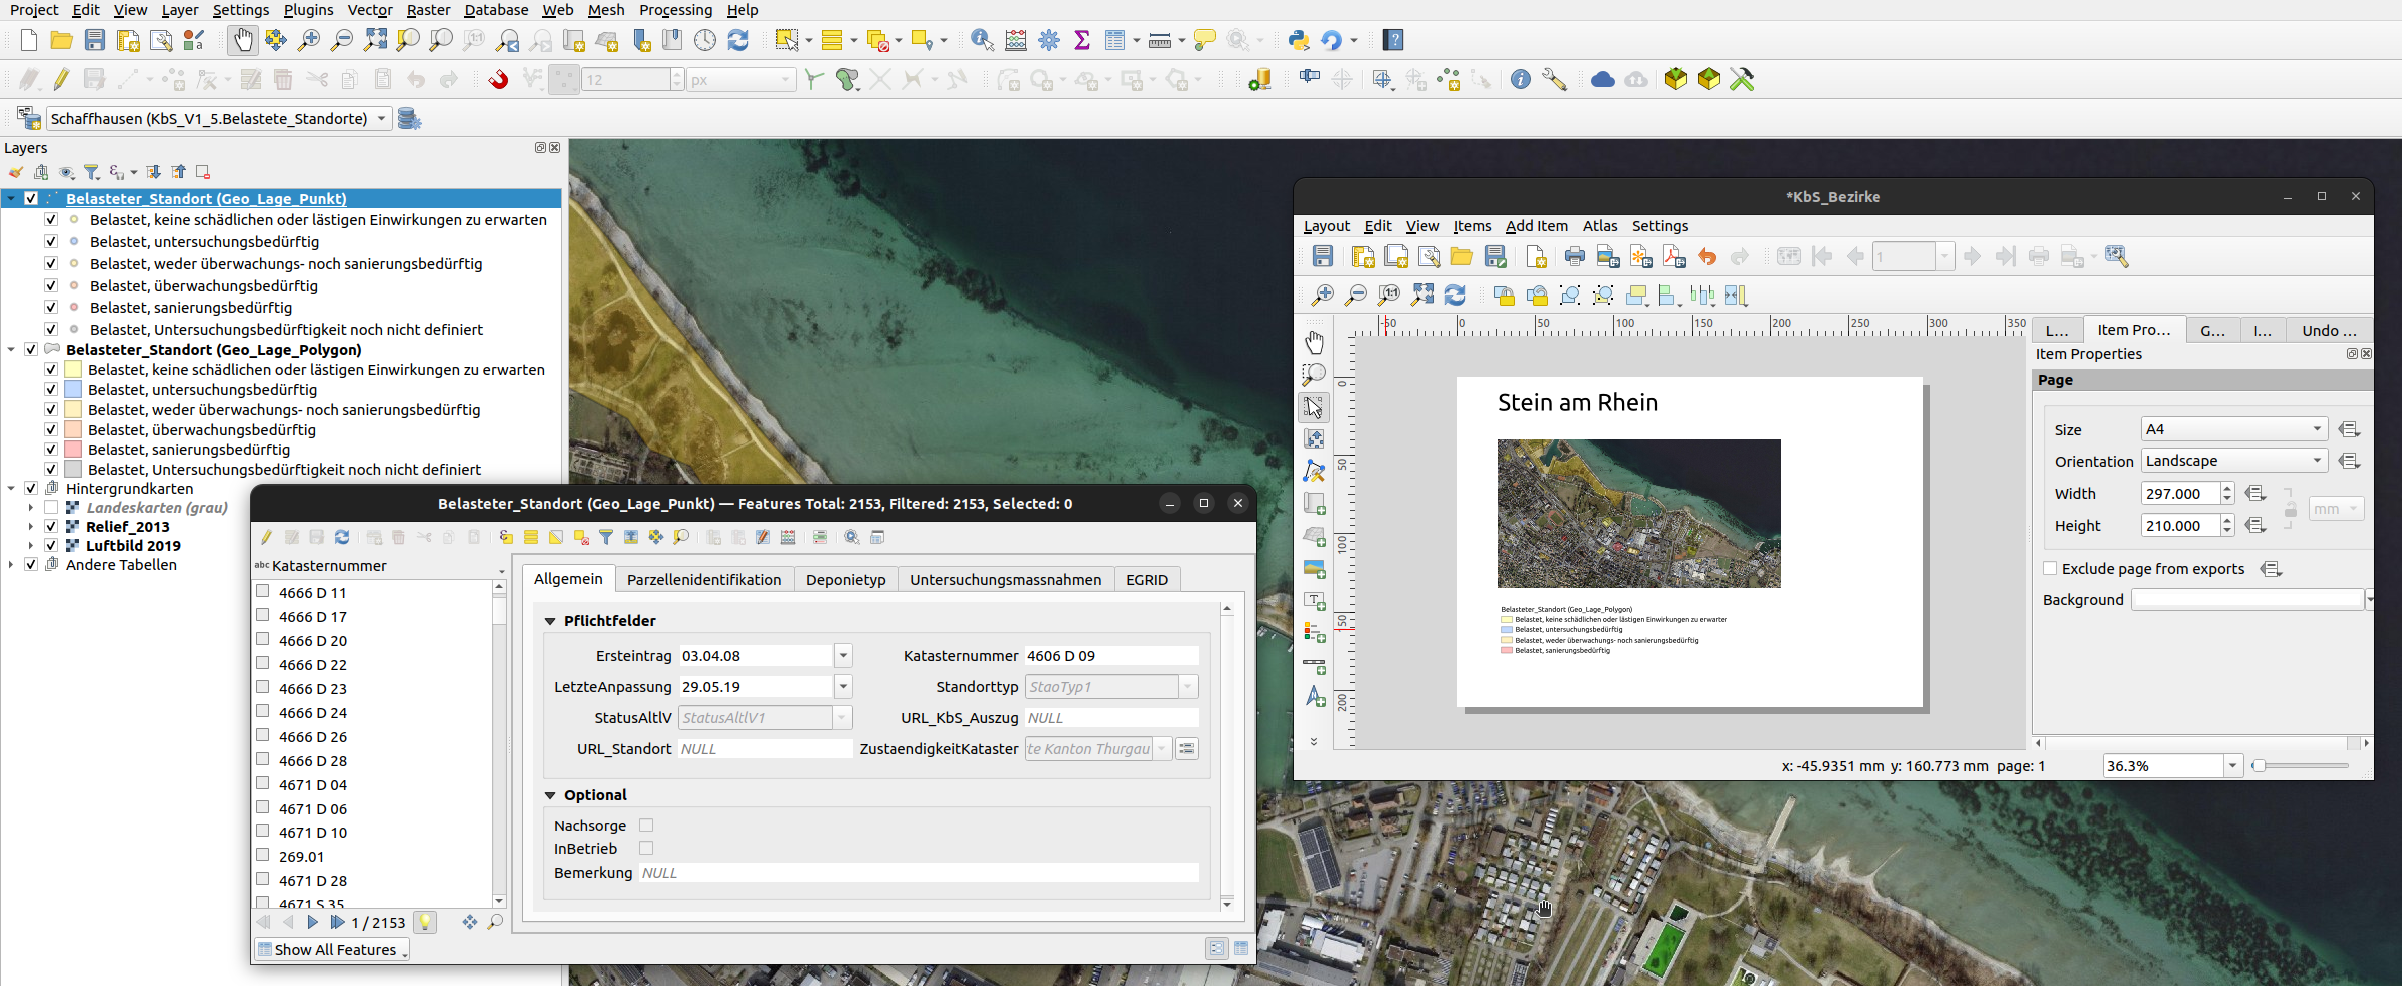 Project Edit View Layer Settings Plugins Vector Raster Database Web Mesh Processing Help
12 px
Schaffhausen (KbS_V1_5.Belastete_Standorte)
Layers
Belasteter_Standort (Geo_Lage_Punkt)
Belastet, keine schädlichen oder lästigen Einwirkungen zu erwarten
Belastet, untersuchungsbedürftig
Belastet, weder überwachungs- noch sanierungsbedürftig
Belastet, überwachungsbedürftig
Belastet, sanierungsbedürftig
Belastet, Untersuchungsbedürftigkeit noch nicht definiert
Belasteter_Standort (Geo_Lage_Polygon)
Belastet, keine schädlichen oder lästigen Einwirkungen zu erwarten
Belastet, untersuchungsbedürftig
Belastet, weder überwachungs- noch sanierungsbedürftig
Belastet, überwachungsbedürftig
Belastet, sanierungsbedürftig
Belastet, Untersuchungsbedürftigkeit noch nicht definiert
Hintergrundkarten
Landeskarten (grau)
Relief_2013
Luftbild 2019
Andere Tabellen
Belasteter_Standort (Geo_Lage_Punkt) — Features Total: 2153, Filtered: 2153, Selected: 0
abc Katasternummer
4666 D 11
4666 D 17
4666 D 20
4666 D 22
4666 D 23
4666 D 24
4666 D 26
4666 D 28
4671 D 04
4671 D 06
4671 D 10
269.01
4671 D 28
4671 S 35
1 / 2153
Show All Features
Allgemein Parzellenidentifikation Deponietyp Untersuchungsmassnahmen EGRID
Pflichtfelder
Ersteintrag 03.04.08 Katasternummer 4606 D 09
LetzteAnpassung 29.05.19 Standorttyp StaoTyp1
StatusAltlV StatusAltlV1 URL_KbS_Auszug NULL
URL_Standort NULL ZustaendigkeitKataster te Kanton Thurgau
Optional
Nachsorge
InBetrieb
Bemerkung NULL
*KbS_Bezirke
Layout Edit View Items Add Item Atlas Settings
1
1:1
-50 0 50 100 150 200 250 300 350
0
50
100
150
200
Stein am Rhein
Belasteter_Standort (Geo_Lage_Polygon)
Belastet, keine schädlichen oder lästigen Einwirkungen zu erwarten
Belastet, untersuchungsbedürftig
Belastet, weder überwachungs- noch sanierungsbedürftig
Belastet, sanierungsbedürftig
L... Item Pro... G... I... Undo ...
Item Properties
Page
Size A4
Orientation Landscape
Width 297.000
mm
Height 210.000
Exclude page from exports
Background
x: -45.9351 mm y: 160.773 mm page: 1 36.3%